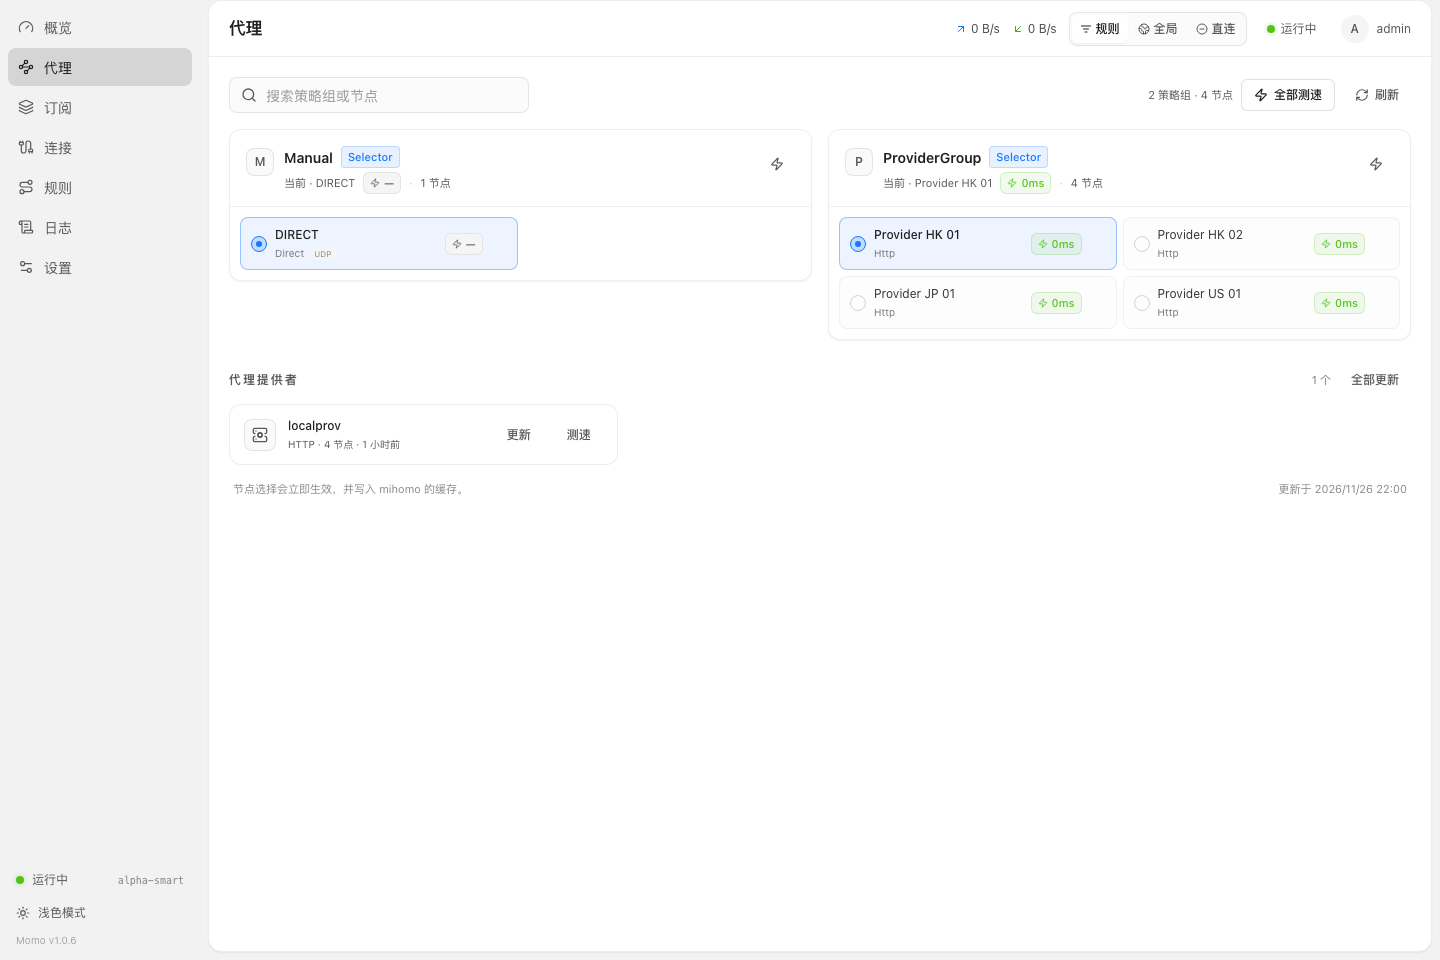 概览
代理
订阅
连接
规则
日志
设置
运行中 alpha-smart
浅色模式
Momo v1.0.6
代理
0 B/s 0 B/s 规则 全局 直连 运行中 A admin
搜索策略组或节点
2 策略组 · 4 节点 全部测速 刷新
M Manual Selector
当前 · DIRECT — · 1 节点
DIRECT —
Direct UDP
P ProviderGroup Selector
当前 · Provider HK 01 0ms · 4 节点
Provider HK 01 0ms
Http
Provider HK 02 0ms
Http
Provider JP 01 0ms
Http
Provider US 01 0ms
Http
代理提供者 1 个 全部更新
localprov
HTTP · 4 节点 · 1 小时前
更新 测速
节点选择会立即生效，并写入 mihomo 的缓存。 更新于 2026/11/26 22:00